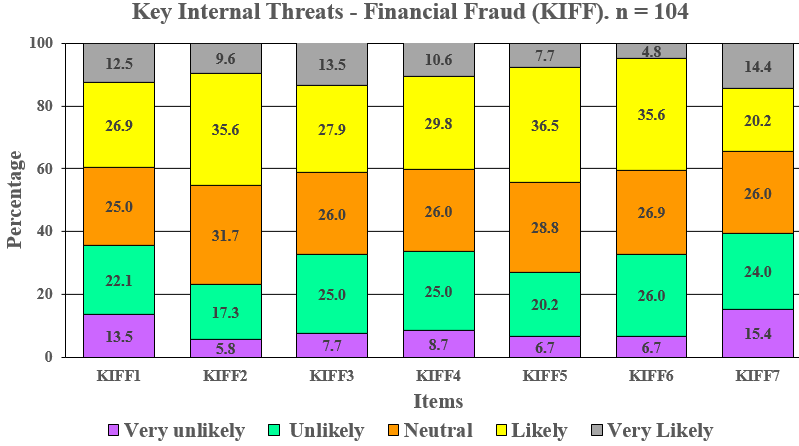 Key Internal Threats - Financial Fraud (KIFF). n = 104
Percentage
100
80
60
40
20
0
12.5 9.6 13.5 10.6 7.7 4.8 14.4
26.9 35.6 27.9 29.8 36.5 35.6 20.2
25.0 31.7 26.0 26.0 28.8 26.9 26.0
22.1 17.3 25.0 25.0 20.2 26.0 24.0
13.5 5.8 7.7 8.7 6.7 6.7 15.4
KIFF1 KIFF2 KIFF3 KIFF4 KIFF5 KIFF6 KIFF7
Items
Very unlikely Unlikely Neutral Likely Very Likely